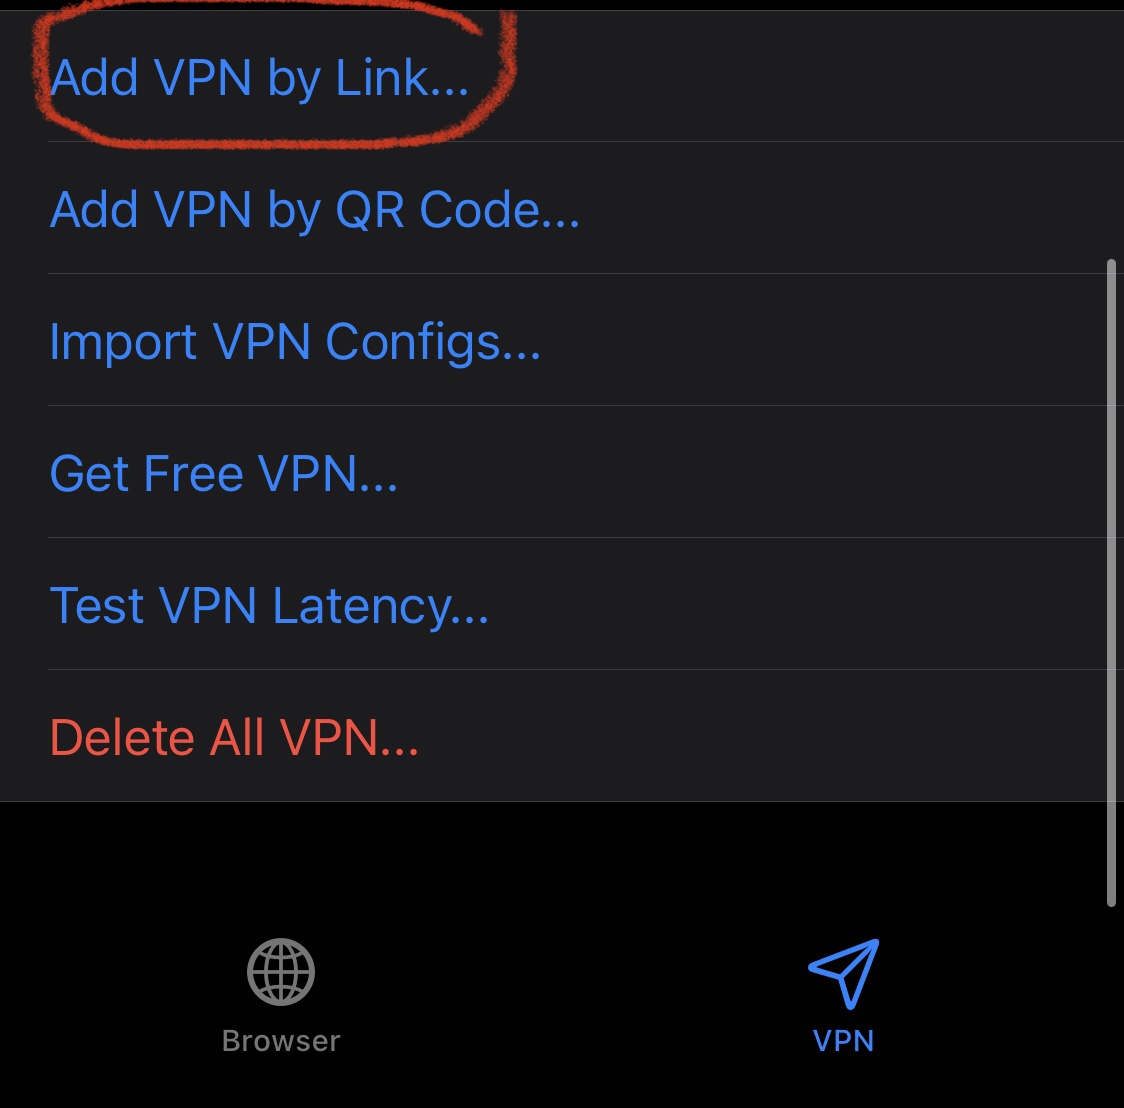 Add VPN by Link...
Add VPN by QR Code...
Import VPN Configs...
Get Free VPN...
Test VPN Latency...
Delete All VPN...
Browser
VPN